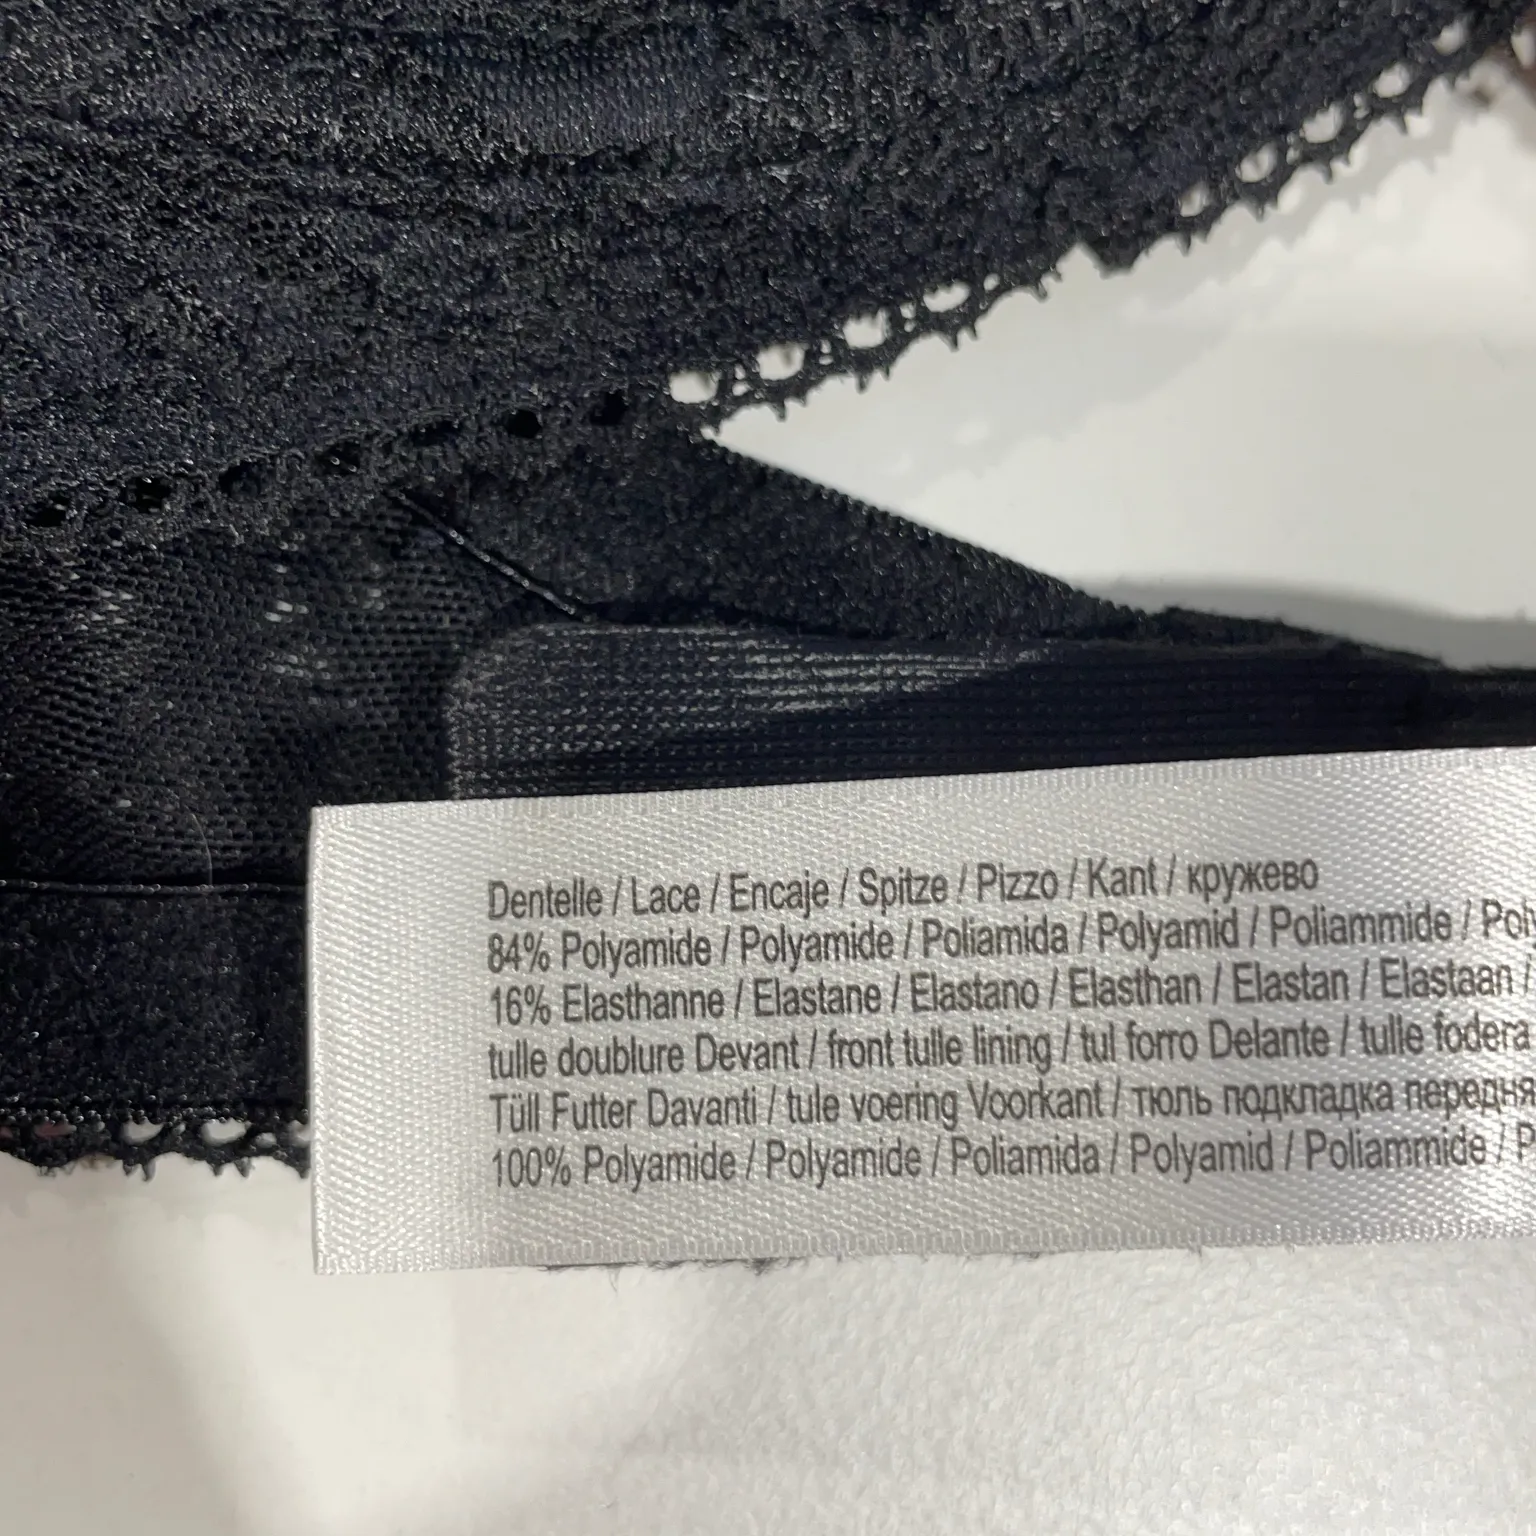 Dentelle / Lace / Encaje / Spitze / Pizzo / Kant / кружево
84% Polyamide / Polyamide / Poliamida / Polyamid / Poliammide /
16% Elasthanne / Elastane / Elastano / Elasthan / Elastan / Elastaan /
tulle doublure Devant / front tulle lining / tul forro Delante / tulle fodera
Tüll Futter Davanti / tule voering Voorkant / тюль подкладка
100% Polyamide / Polyamide / Poliamida / Polyamid / Poliammide /